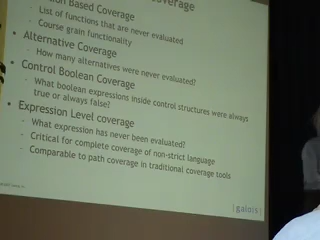 Based Coverage
- List of functions that are never evaluated
- Course grain functionality
• Alternative Coverage
- How many alternatives were never evaluated?
• Control Boolean Coverage
- What boolean expressions inside control structures were always
true or always false?
• Expression Level coverage
- What expression has never been evaluated?
- Critical for complete coverage of non-strict language
- Comparable to path coverage in traditional coverage tools
| galois |